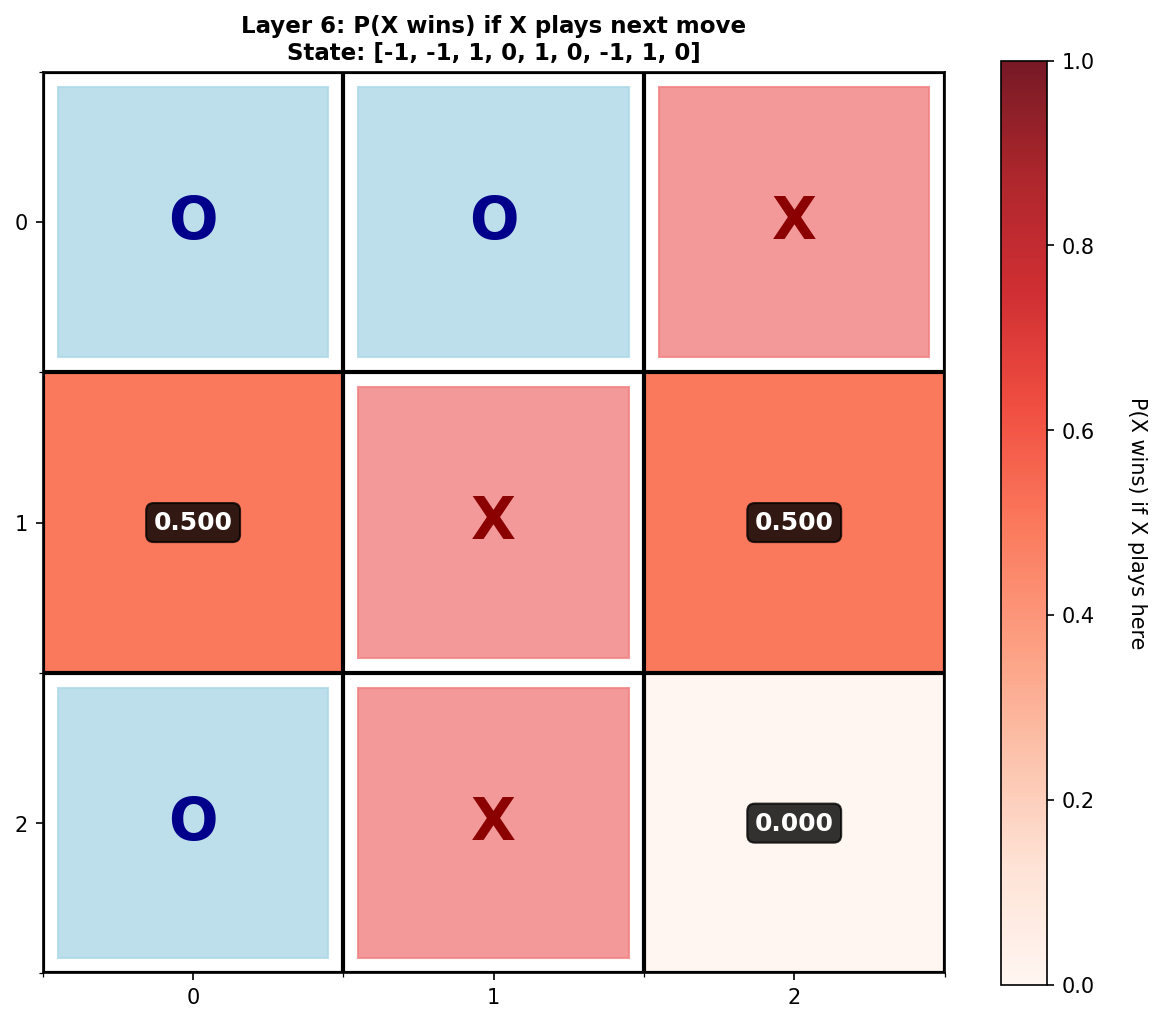 Layer 6: P(X wins) if X plays next move
State: [-1, -1, 1, 0, 1, 0, -1, 1, 0]
O O X
0.500 X 0.500
O X 0.000
0
1
2
0 1 2
1.0
0.8
0.6
0.4
0.2
0.0
P(X wins) if X plays here